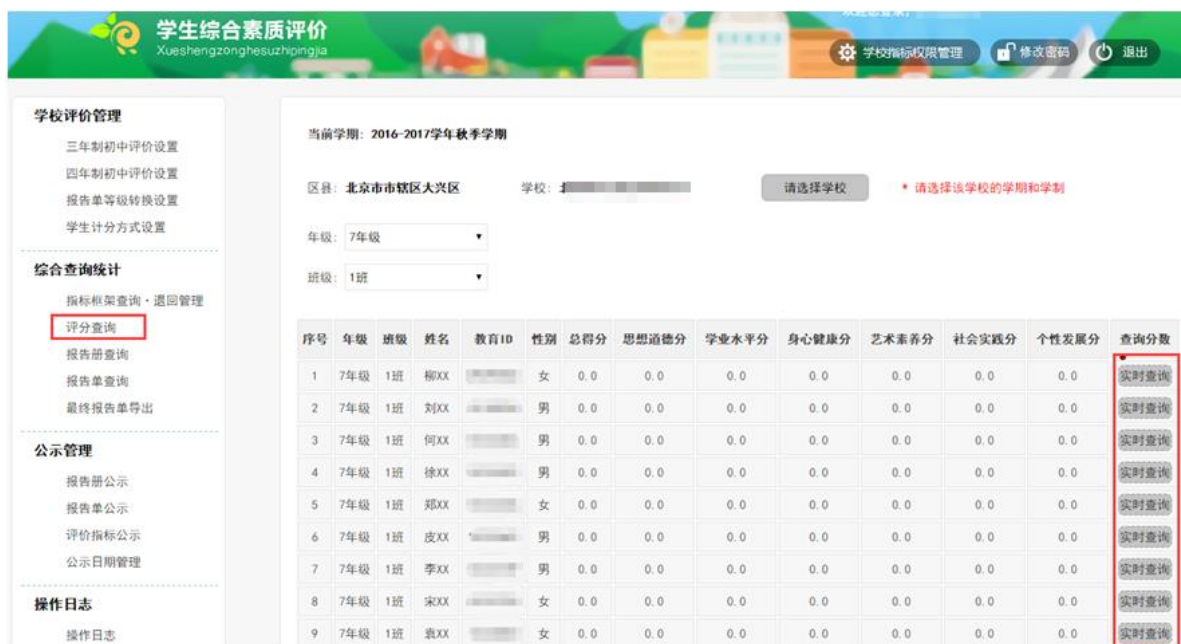 学生综合素质评价
Xueshengzonghesuzhipingjia
学校指标权限管理 修改密码 退出
学校评价管理
三年制初中评价设置
四年制初中评价设置
报告单等级转换设置
学生计分方式设置
综合查询统计
指标框架查询·退回管理
评分查询
报告册查询
报告单查询
最终报告单导出
公示管理
报告册公示
报告单公示
评价指标公示
公示日期管理
操作日志
操作日志
当前学期: 2016-2017学年秋季学期
区县: 北京市市辖区大兴区 学校: 请选择学校 * 请选择该学校的学期和学制
年级: 7年级
班级: 1班
序号 年级 班级 姓名 教育ID 性别 总得分 思想道德分 学业水平分 身心健康分 艺术素养分 社会实践分 个性发展分 查询分数
1 7年级 1班 柳XX 女 0.0 0.0 0.0 0.0 0.0 0.0 0.0 实时查询
2 7年级 1班 刘XX 男 0.0 0.0 0.0 0.0 0.0 0.0 0.0 实时查询
3 7年级 1班 何XX 男 0.0 0.0 0.0 0.0 0.0 0.0 0.0 实时查询
4 7年级 1班 徐XX 男 0.0 0.0 0.0 0.0 0.0 0.0 0.0 实时查询
5 7年级 1班 郑XX 女 0.0 0.0 0.0 0.0 0.0 0.0 0.0 实时查询
6 7年级 1班 皮XX 男 0.0 0.0 0.0 0.0 0.0 0.0 0.0 实时查询
7 7年级 1班 李XX 男 0.0 0.0 0.0 0.0 0.0 0.0 0.0 实时查询
8 7年级 1班 宋XX 女 0.0 0.0 0.0 0.0 0.0 0.0 0.0 实时查询
9 7年级 1班 袁XX 女 0.0 0.0 0.0 0.0 0.0 0.0 0.0 实时查询